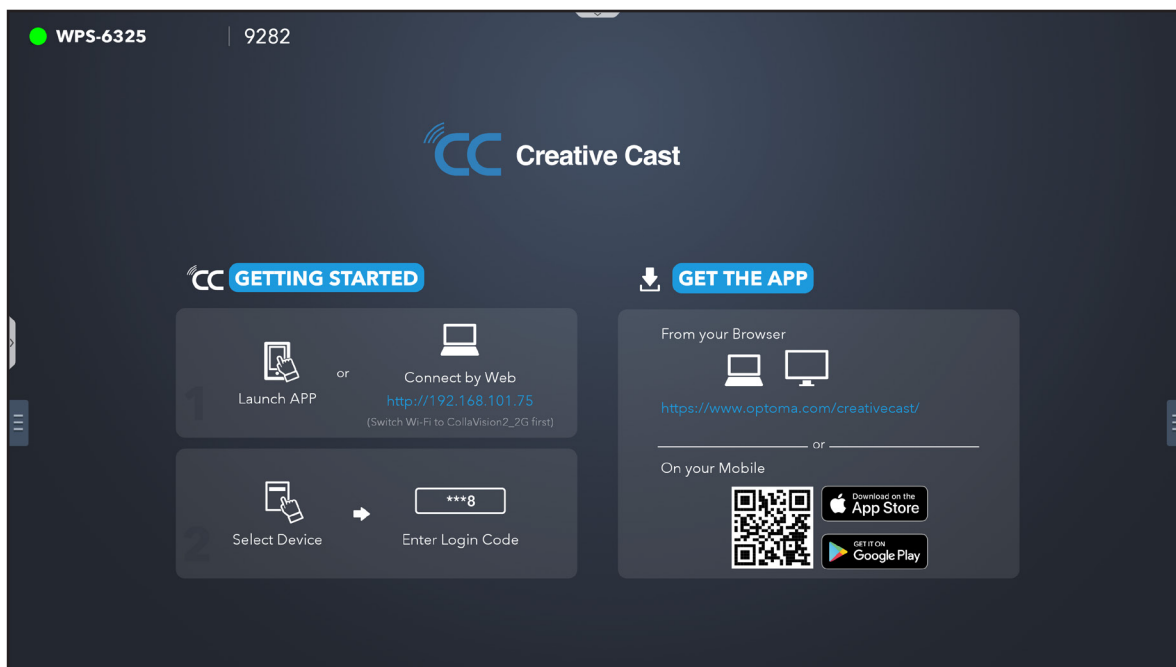 WPS-6325 | 9282
CC Creative Cast
CC GETTING STARTED
1
Launch APP
or
Connect by Web
http://192.168.101.75
(Switch Wi-Fi to CollaVision2_2G first)
2
Select Device
***8
Enter Login Code
GET THE APP
From your Browser
https://www.optoma.com/creativecast/
or
On your Mobile
Download on the
App Store
GET IT ON
Google Play